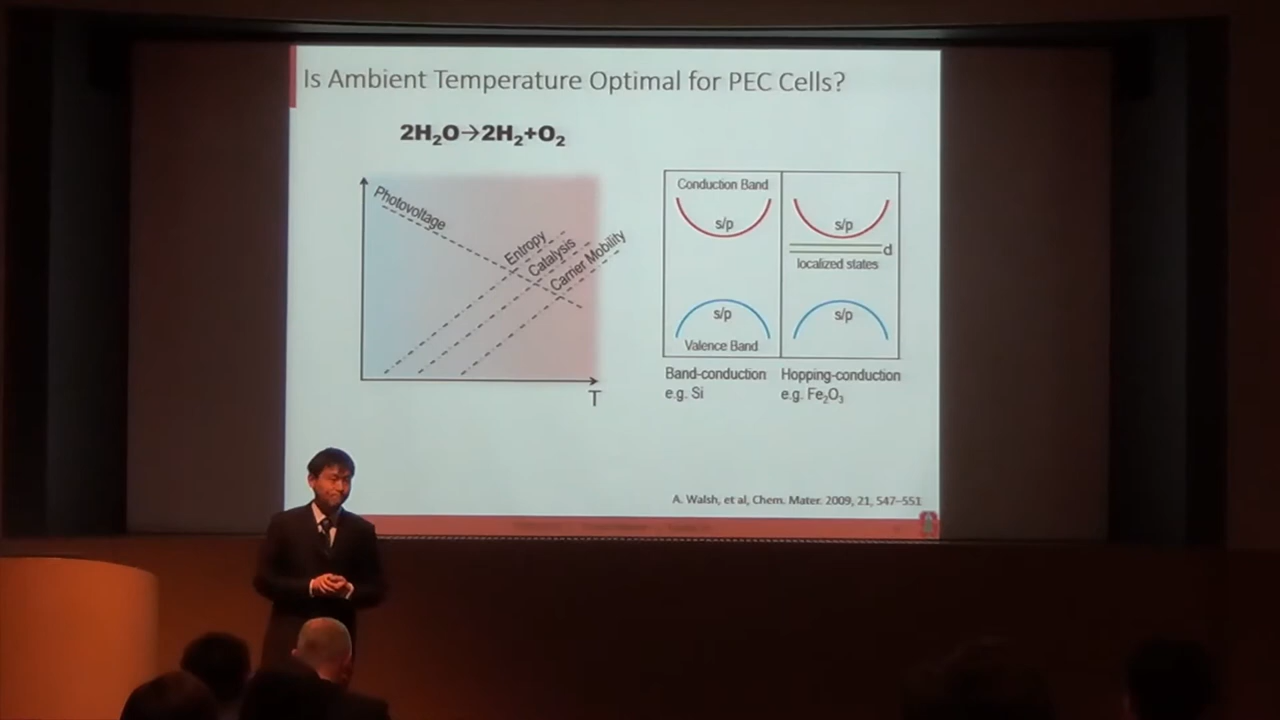 Is Ambient Temperature Optimal for PEC Cells?
2H₂O→2H₂+O₂
Photovoltage
Entropy
Catalysis
Carrier Mobility
T
Conduction Band
s/p
s/p
d
localized states
s/p
s/p
Valence Band
Band-conduction
e.g. Si
Hopping-conduction
e.g. Fe₂O₃
A. Walsh, et al, Chem. Mater. 2009, 21, 547–551